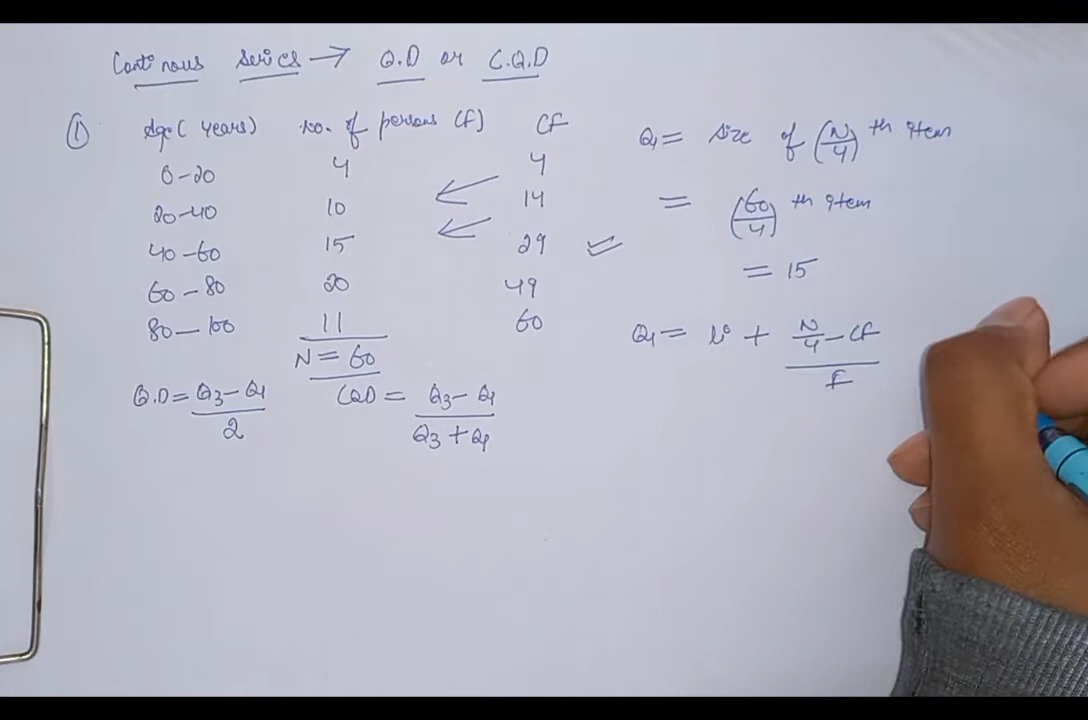 Continous series → Q.D or C.Q.D
① Age ( years) No. of persons (f) CF
0-20 4 4
20-40 10 14
40-60 15 29
60-80 20 49
80-100 11 60
N = 60
Q.D = Q3-Q1 / 2 CQD = Q3-Q1 / Q3+Q1
Q1 = size of (N/4)th item
= (60/4)th item
= 15
Q1 = l + N/4 - CF / f